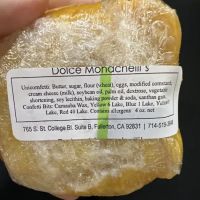 Dolce Monachelli's
Unicornfetti: Butter, sugar, flour (wheat), eggs, modified cornstarch,
cream cheese (milk), soybean oil, palm oil, dextrose, vegetable
shortening, soy lecithin, baking powder & soda, xanthan gum.
Confetti Bits: Carnauba Wax, Yellow 6 Lake, Blue 1 Lake, Yellow
Lake, Red 40 Lake. Contains allergens 4 oz. net
765 S. St. College Bl. Suite B, Fullerton, CA 92831 | 714-519-